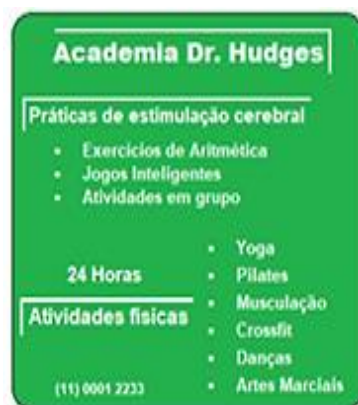 Academia Dr. Hudges
Práticas de estimulação cerebral
• Exercicios de Aritmética
• Jogos Inteligentes
• Atividades em grupo
24 Horas
Atividades físicas
• Yoga
• Pilates
• Musculação
• Crossfit
• Danças
• Artes Marciais
(11) 0001 2233